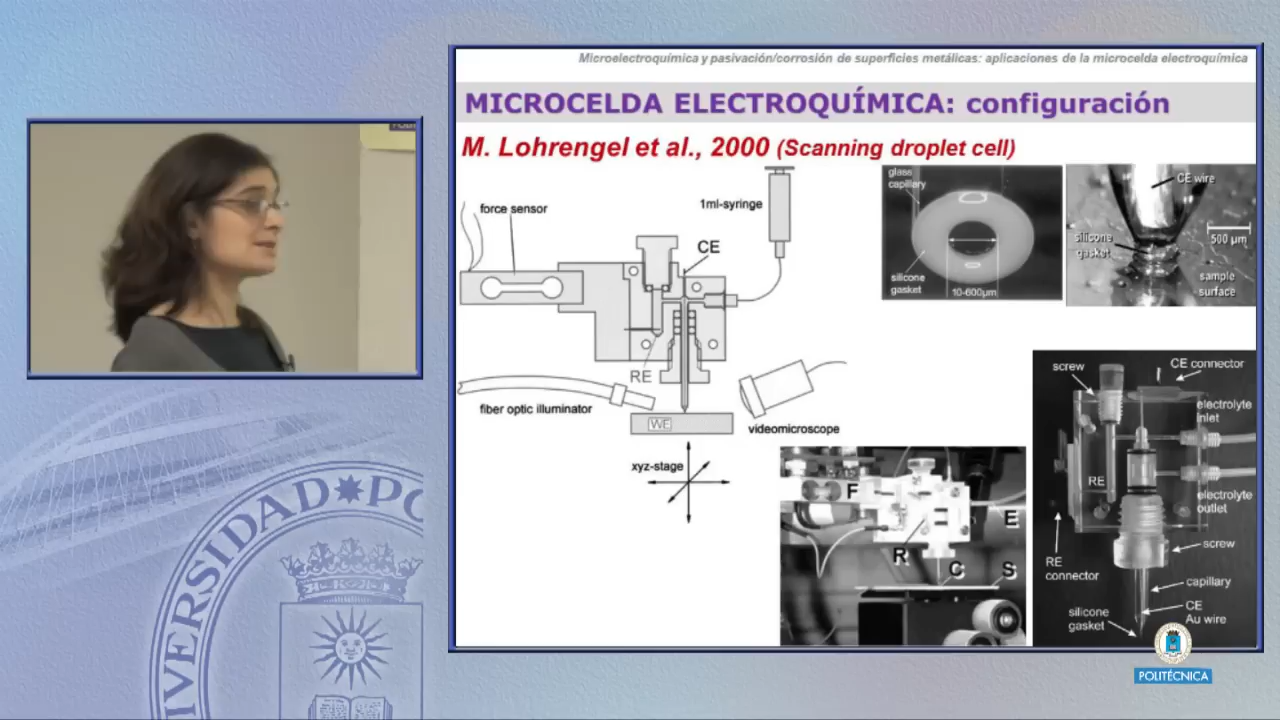 Microelectroquímica y pasivación/corrosión de superficies metálicas: aplicaciones de la microcelda electroquímica
MICROCELDA ELECTROQUÍMICA: configuración
M. Lohrengel et al., 2000 (Scanning droplet cell)
force sensor
1ml-syringe
CE
RE
fiber optic illuminator
WE
videomicroscope
xyz-stage
glass
capillary
silicone
gasket
10-600µm
CE wire
silicone
gasket
500 µm
sample
surface
F
E
R
C
S
screw
CE connector
electrolyte
inlet
RE
electrolyte
outlet
screw
RE
connector
capillary
CE
Au wire
silicone
gasket
VERSIDAD PO
POLITÉCNICA